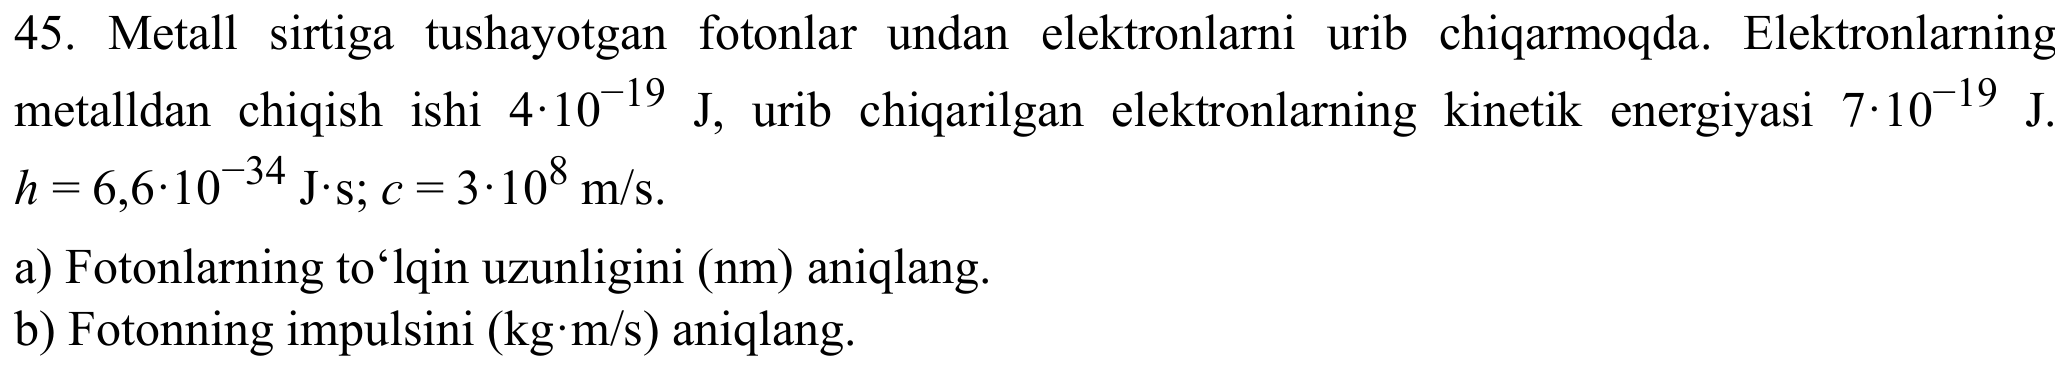 45. Metall sirtiga tushayotgan fotonlar undan elektronlarni urib chiqarmoqda. Elektronlarning
metalldan chiqish ishi 4·10⁻¹⁹ J, urib chiqarilgan elektronlarning kinetik energiyasi 7·10⁻¹⁹ J.
h = 6,6·10⁻³⁴ J·s; c = 3·10⁸ m/s.
a) Fotonlarning to‘lqin uzunligini (nm) aniqlang.
b) Fotonning impulsini (kg·m/s) aniqlang.